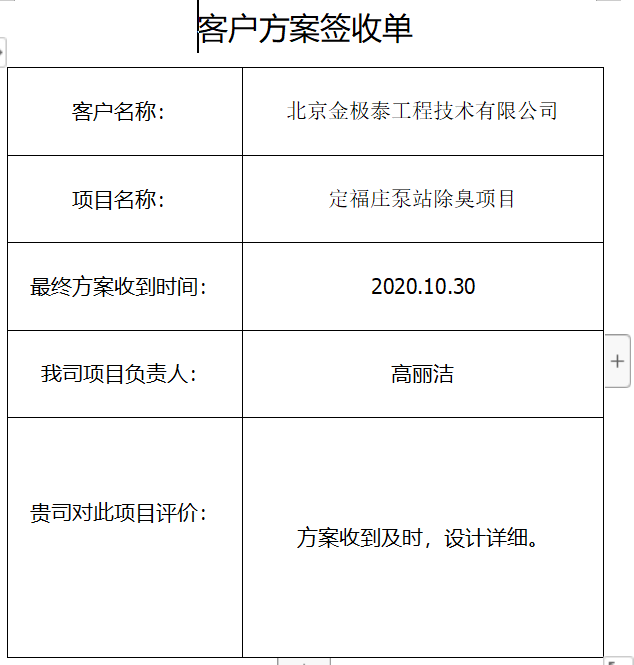 客户方案签收单
客户名称：
北京金极泰工程技术有限公司
项目名称：
定福庄泵站除臭项目
最终方案收到时间：
2020.10.30
我司项目负责人：
高丽洁
贵司对此项目评价：
方案收到及时，设计详细。